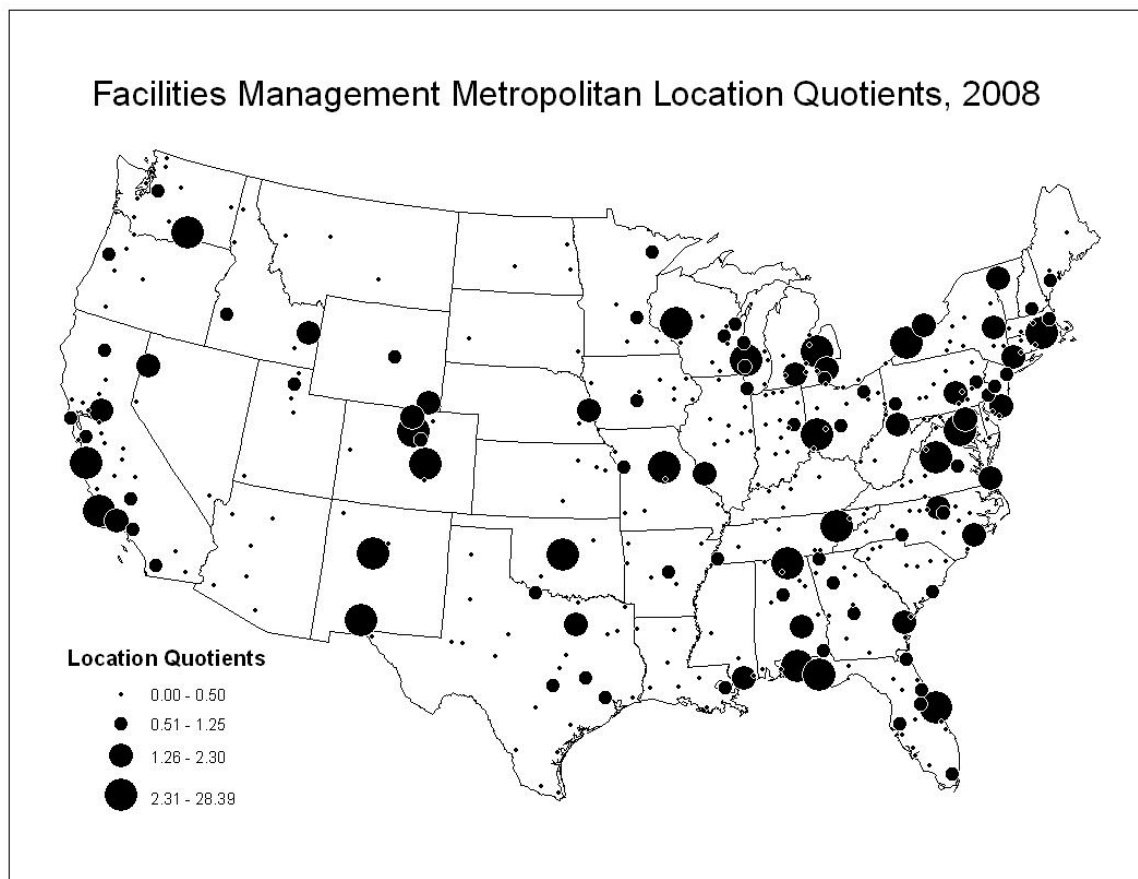 Facilities Management Metropolitan Location Quotients, 2008
Location Quotients
0.00 - 0.50
0.51 - 1.25
1.26 - 2.30
2.31 - 28.39